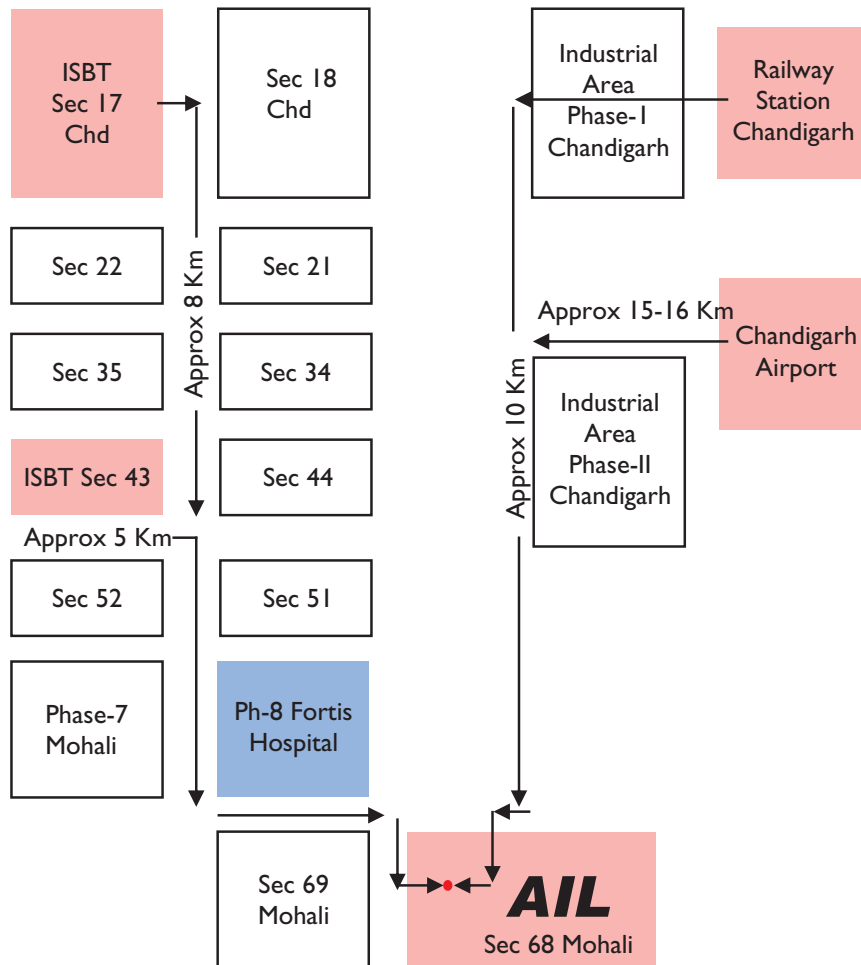 ISBT
Sec 17
Chd
Sec 18
Chd
Industrial
Area
Phase-I
Chandigarh
Railway
Station
Chandigarh
Sec 22
Approx 8 Km
Sec 21
Approx 15-16 Km
Chandigarh
Airport
Sec 35
Sec 34
Approx 10 Km
Industrial
Area
Phase-II
Chandigarh
ISBT Sec 43
Sec 44
Approx 5 Km
Sec 52
Sec 51
Phase-7
Mohali
Ph-8 Fortis
Hospital
Sec 69
Mohali
AIL
Sec 68 Mohali